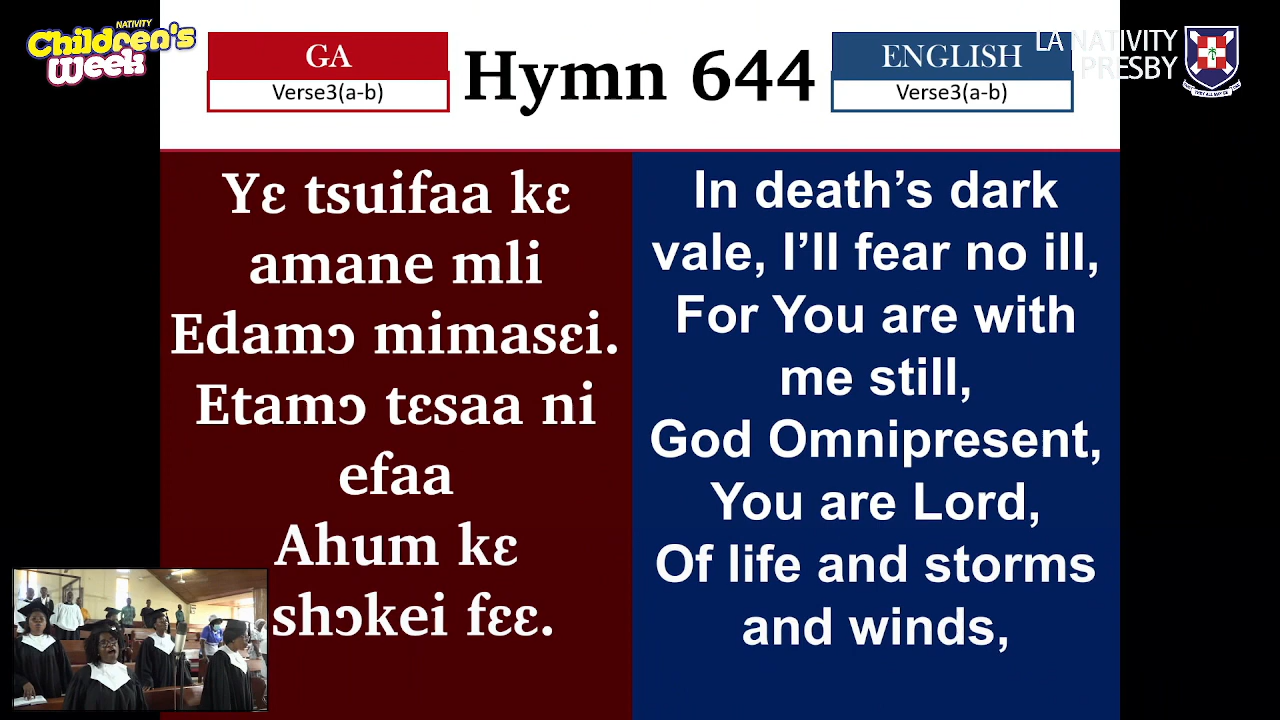 NATIVITY
Children's
Week
GA
Verse3(a-b)
Hymn 644
ENGLISH
Verse3(a-b)
LA NATIVITY
PRESBY
Yɛ tsuifaa kɛ
amane mli
Edamɔ mimasɛi.
Etamɔ tɛsaa ni
efaa
Ahum kɛ
shɔkei fɛɛ.
In death’s dark
vale, I’ll fear no ill,
For You are with
me still,
God Omnipresent,
You are Lord,
Of life and storms
and winds,